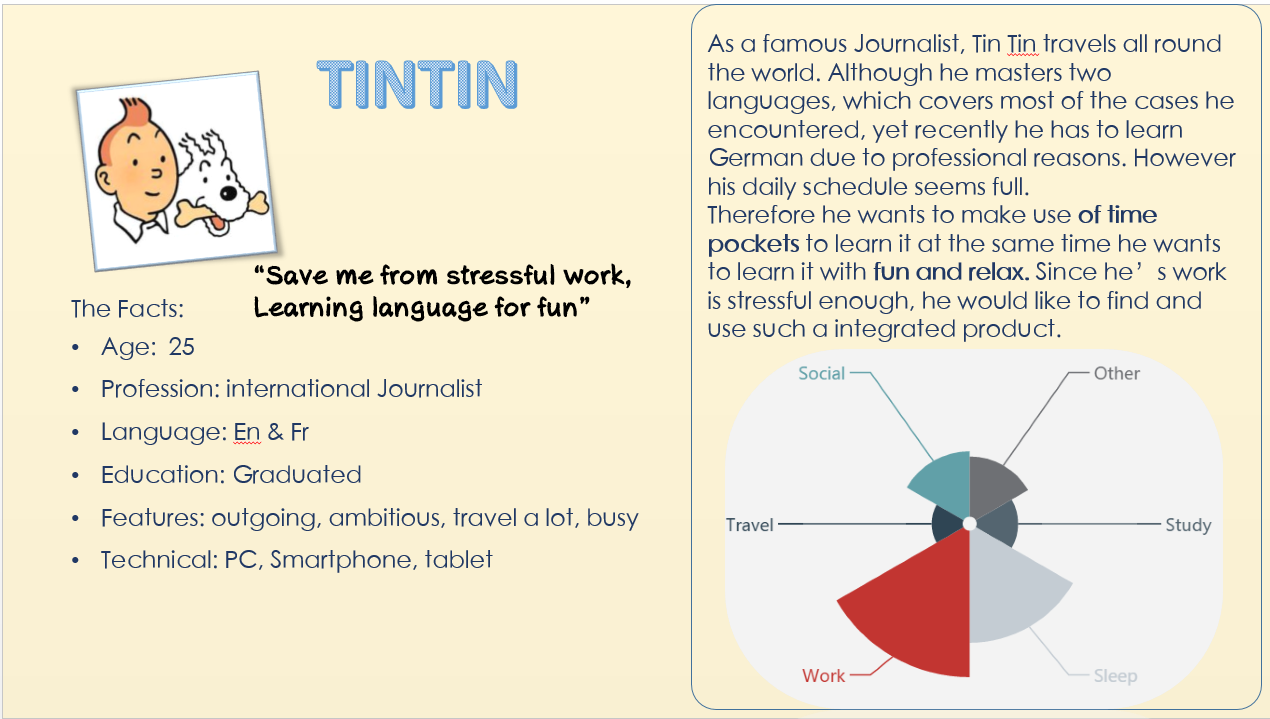 TINTIN
“Save me from stressful work,
Learning language for fun”
The Facts:
• Age: 25
• Profession: international Journalist
• Language: En & Fr
• Education: Graduated
• Features: outgoing, ambitious, travel a lot, busy
• Technical: PC, Smartphone, tablet
As a famous Journalist, Tin Tin travels all round
the world. Although he masters two
languages, which covers most of the cases he
encountered, yet recently he has to learn
German due to professional reasons. However
his daily schedule seems full.
Therefore he wants to make use of time
pockets to learn it at the same time he wants
to learn it with fun and relax. Since he’s work
is stressful enough, he would like to find and
use such a integrated product.
Social
Other
Travel
Study
Work
Sleep